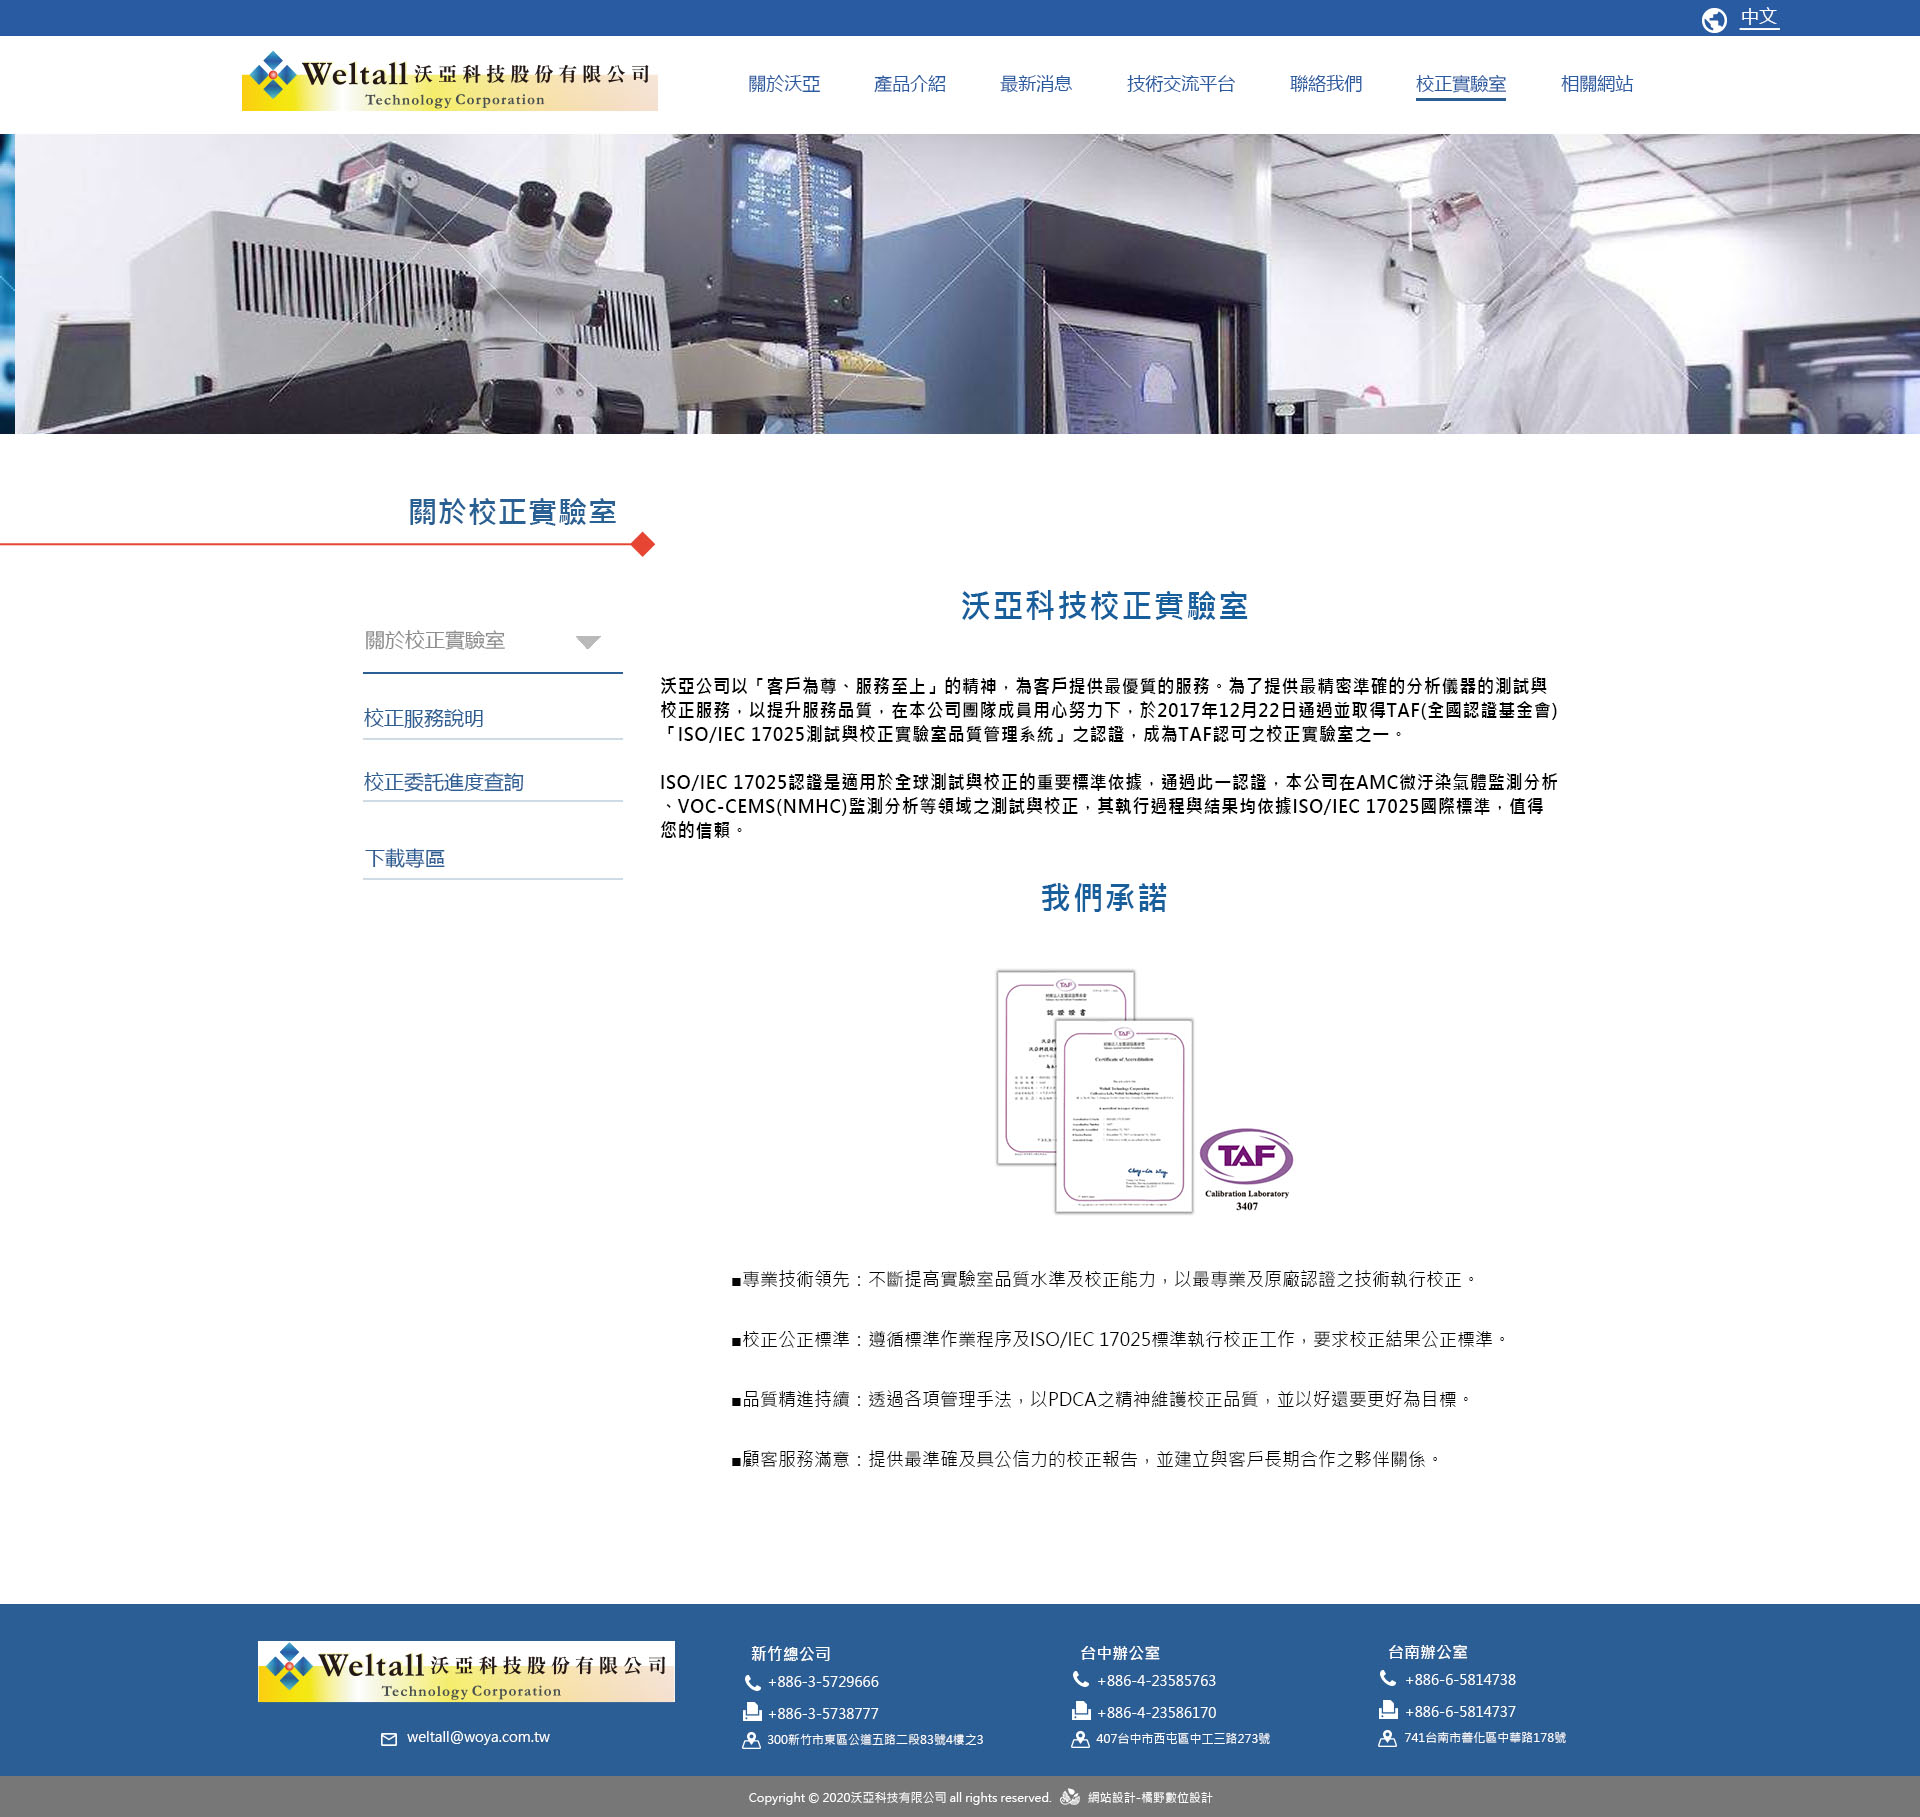 中文
Weltall 沃亞科技股份有限公司
Technology Corporation
關於沃亞 產品介紹 最新消息 技術交流平台 聯絡我們 校正實驗室 相關網站
關於校正實驗室
沃亞科技校正實驗室
關於校正實驗室
校正服務說明
校正委託進度查詢
下載專區
沃亞公司以「客戶為尊、服務至上」的精神，為客戶提供最優質的服務。為了提供最精密準確的分析儀器的測試與
校正服務，以提升服務品質，在本公司團隊成員用心努力下，於2017年12月22日通過並取得TAF(全國認證基金會)
「ISO/IEC 17025測試與校正實驗室品質管理系統」之認證，成為TAF認可之校正實驗室之一。
ISO/IEC 17025認證是適用於全球測試與校正的重要標準依據，通過此一認證，本公司在AMC微汙染氣體監測分析
、VOC-CEMS(NMHC)監測分析等領域之測試與校正，其執行過程與結果均依據ISO/IEC 17025國際標準，值得
您的信賴。
我們承諾
TAF
認 證 證 書
TAF
Certificate of Accreditation
TAF
Calibration Laboratory
3407
■專業技術領先：不斷提高實驗室品質水準及校正能力，以最專業及原廠認證之技術執行校正。
■校正公正標準：遵循標準作業程序及ISO/IEC 17025標準執行校正工作，要求校正結果公正標準。
■品質精進持續：透過各項管理手法，以PDCA之精神維護校正品質，並以好還要更好為目標。
■顧客服務滿意：提供最準確及具公信力的校正報告，並建立與客戶長期合作之夥伴關係。
Weltall 沃亞科技股份有限公司
Technology Corporation
weltall@woya.com.tw
新竹總公司
+886-3-5729666
+886-3-5738777
300新竹市東區公道五路二段83號4樓之3
台中辦公室
+886-4-23585763
+886-4-23586170
407台中市西屯區中工三路273號
台南辦公室
+886-6-5814738
+886-6-5814737
741台南市善化區中華路178號
Copyright © 2020沃亞科技有限公司 all rights reserved. 網站設計-橘野數位設計